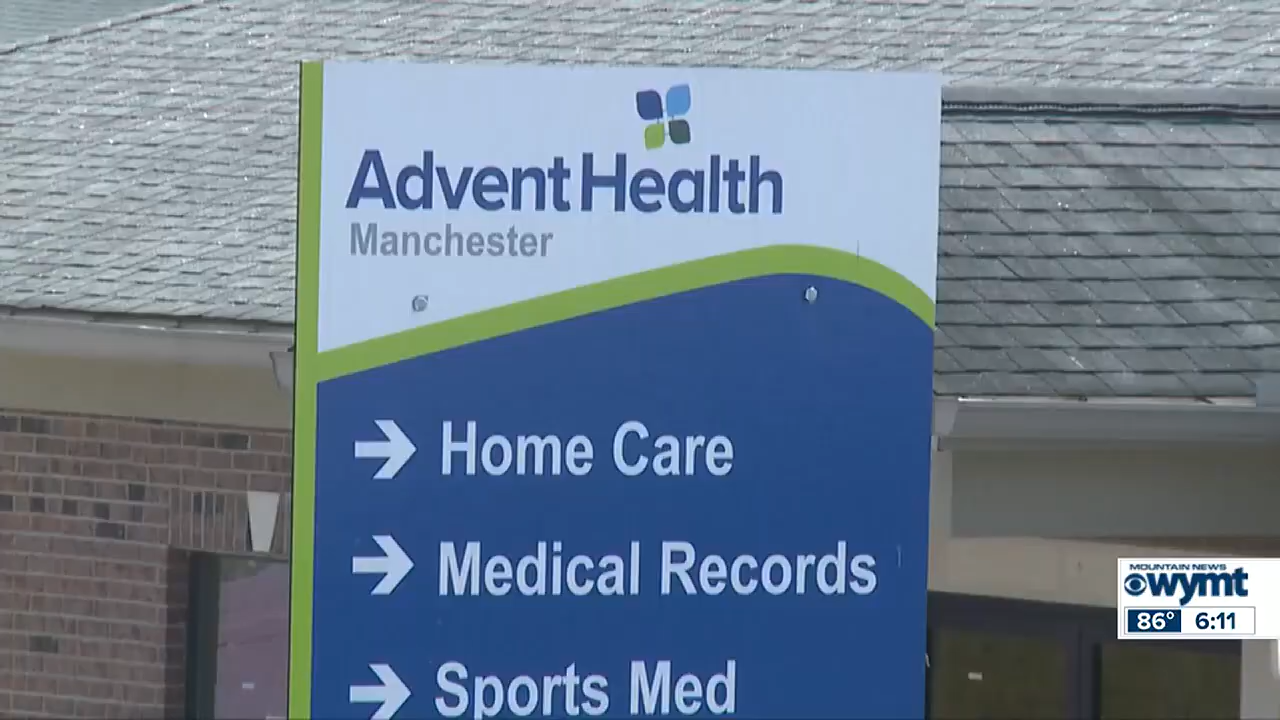 AdventHealth
Manchester
Home Care
Medical Records
Sports Med
MOUNTAIN NEWS
wymt
86° 6:11